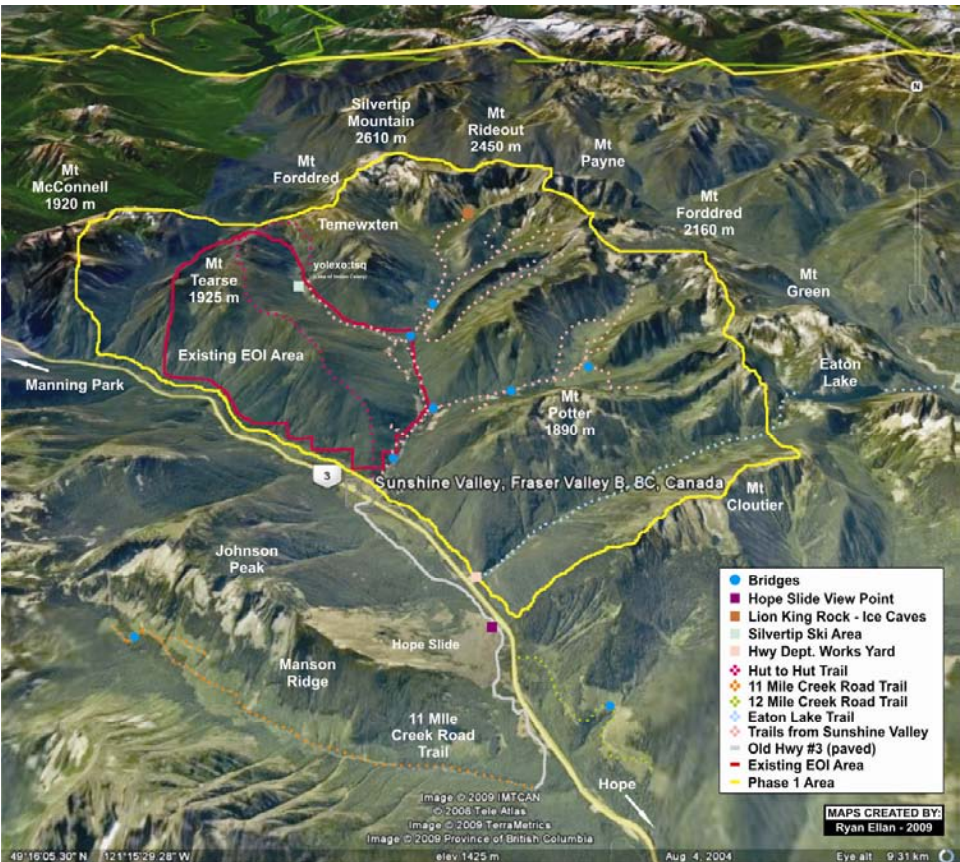 N
Silvertip
Mountain
2610 m
Mt
Rideout
2450 m
Mt
Payne
Mt
McConnell
1920 m
Mt
Forddred
Mt
Forddred
2160 m
Temewxten
yolexo:tsq
Mt
Tearse
1925 m
Mt
Green
Existing EOI Area
Manning Park
Eaton
Lake
Mt
Potter
1890 m
3
Sunshine Valley, Fraser Valley B, BC, Canada
Mt
Cloutier
Johnson
Peak
Hope Slide
Manson
Ridge
11 MIle
Creek Road
Trail
Hope
Bridges
Hope Slide View Point
Lion King Rock - Ice Caves
Silvertip Ski Area
Hwy Dept. Works Yard
Hut to Hut Trail
11 Mile Creek Road Trail
12 Mile Creek Road Trail
Eaton Lake Trail
Trails from Sunshine Valley
Old Hwy #3 (paved)
Existing EOI Area
Phase 1 Area
MAPS CREATED BY:
Ryan Ellan - 2009
Image © 2009 IMTCAN
© 2008 Tele Atlas
Image © 2009 TerraMetrics
Image © 2009 Province of British Columbia
49°16'05.30" N 121°15'29.28" W elev 1425 m Aug 4, 2004 Eye alt 9.31 km